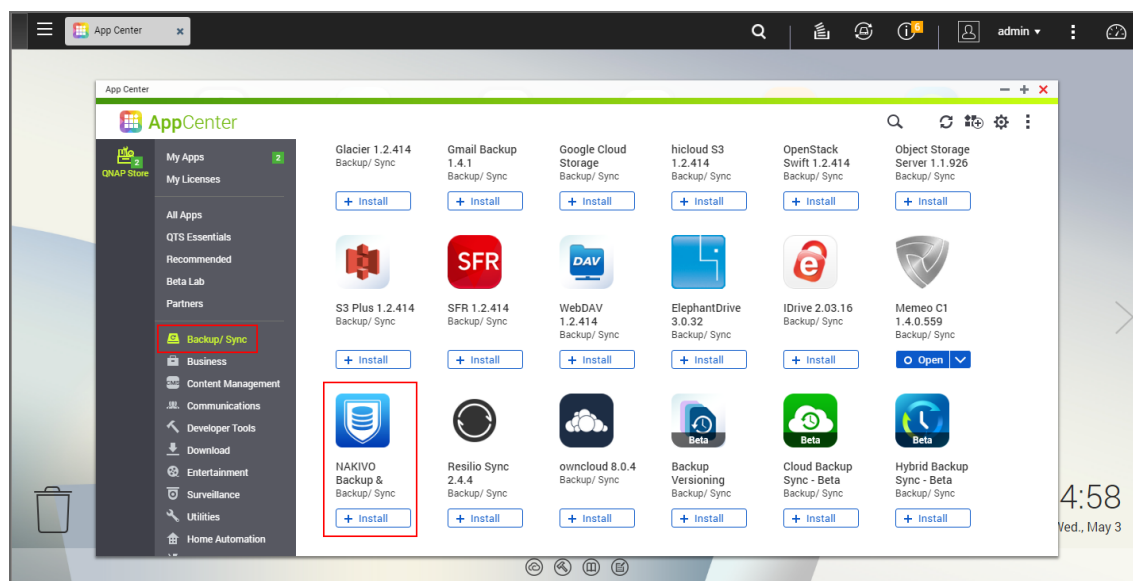 App Center
6
admin
App Center
AppCenter
2
QNAP Store
My Apps 2
My Licenses
All Apps
QTS Essentials
Recommended
Beta Lab
Partners
Backup/ Sync
Business
CMS Content Management
Communications
Developer Tools
Download
Entertainment
Surveillance
Utilities
Home Automation
Glacier 1.2.414
Backup/ Sync
+ Install
Gmail Backup
1.4.1
Backup/ Sync
+ Install
Google Cloud
Storage
Backup/ Sync
+ Install
hicloud S3
1.2.414
Backup/ Sync
+ Install
OpenStack
Swift 1.2.414
Backup/ Sync
+ Install
Object Storage
Server 1.1.926
Backup/ Sync
+ Install
S3 Plus 1.2.414
Backup/ Sync
+ Install
SFR
SFR 1.2.414
Backup/ Sync
+ Install
DAV
WebDAV
1.2.414
Backup/ Sync
+ Install
ElephantDrive
3.0.32
Backup/ Sync
+ Install
e
IDrive 2.03.16
Backup/ Sync
+ Install
Memeo C1
1.4.0.559
Backup/ Sync
Open
NAKIVO
Backup &
Backup/ Sync
+ Install
Resilio Sync
2.4.4
Backup/ Sync
+ Install
owncloud 8.0.4
Backup/ Sync
+ Install
Beta
Backup
Versioning
Backup/ Sync
+ Install
Beta
Cloud Backup
Sync - Beta
Backup/ Sync
+ Install
Beta
Hybrid Backup
Sync - Beta
Backup/ Sync
+ Install
4:58
Wed., May 3